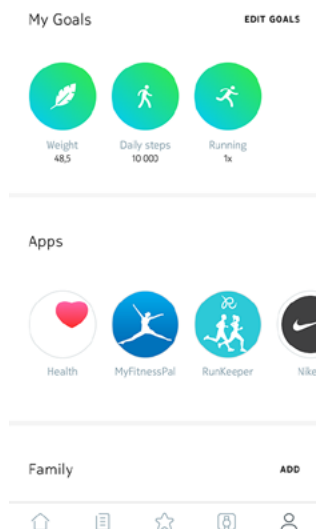 My Goals EDIT GOALS
Weight Daily steps Running
48,5 10 000 1x
Apps
Health MyFitnessPal RunKeeper Nike
Family ADD